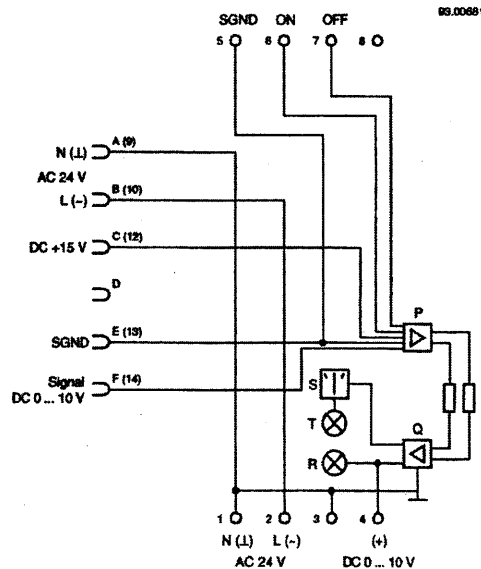 93.00681
SGND ON OFF
5 6 7 8
A (9)
N (⊥)
AC 24 V
B (10)
L (~)
C (12)
DC +15 V
D
P
E (13)
SGND
F (14)
Signal
DC 0 ... 10 V
S
T
Q
R
1 2 3 4
N (⊥) L (~) (+)
AC 24 V DC 0 ... 10 V